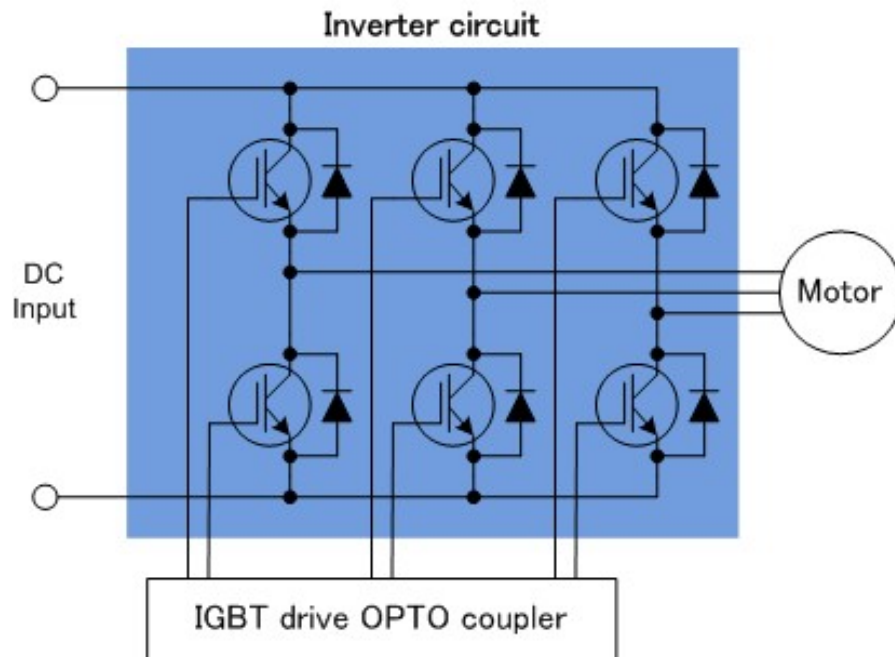 Inverter circuit
DC
Input
Motor
IGBT drive OPTO coupler